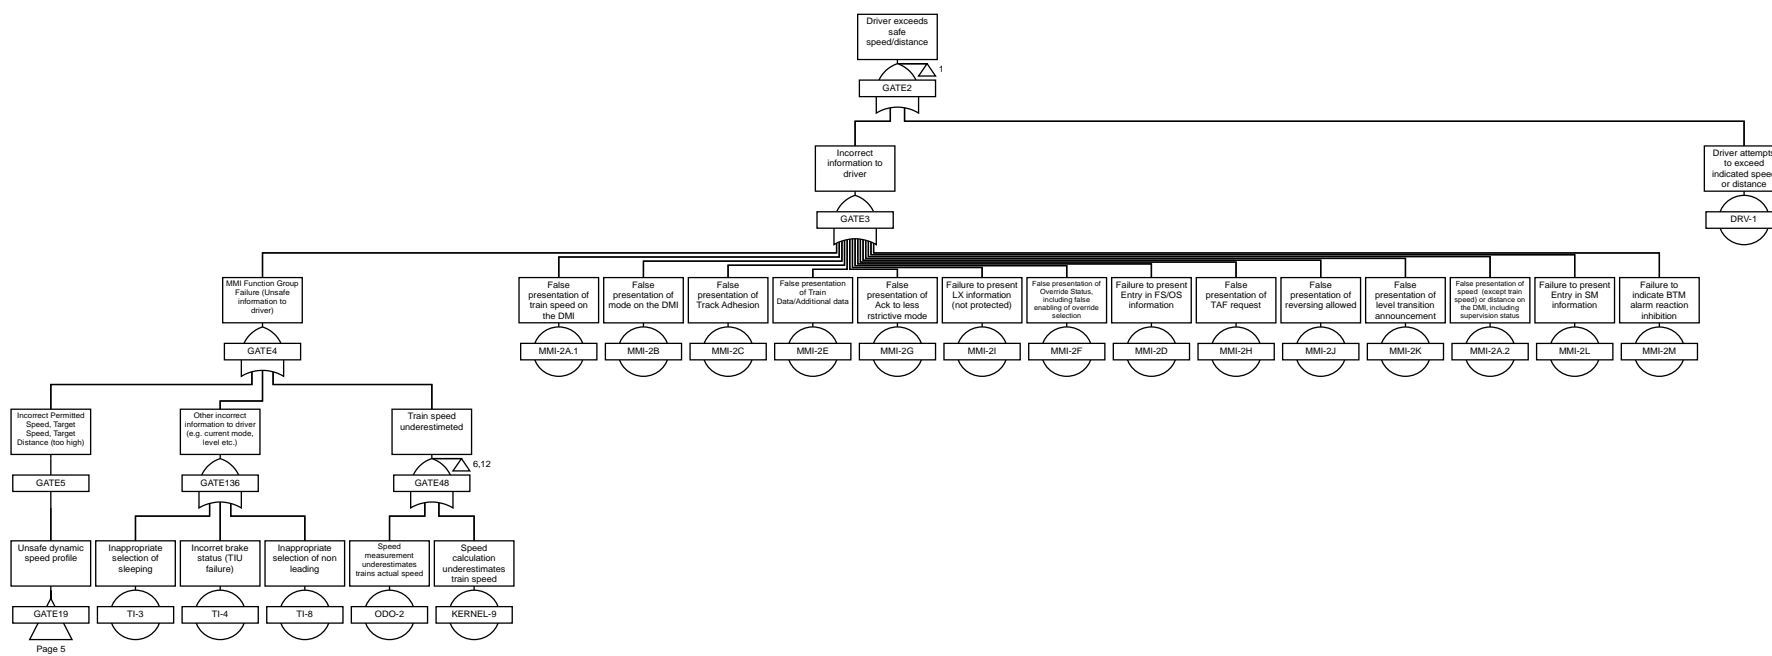 Driver exceeds
safe
speed/distance
1
GATE2
Incorrect
information to
driver
GATE3
Driver attempts
to exceed
indicated speed
or distance
DRV-1
MMI Function Group
Failure (Unsafe
information to
driver)
GATE4
False
presentation of
train speed on
the DMI
MMI-2A.1
False
presentation of
mode on the DMI
MMI-2B
False
presentation of
Track Adhesion
MMI-2C
False presentation
of Train
Data/Additional data
MMI-2E
False
presentation of
Ack to less
rstrictive mode
MMI-2G
Failure to present
LX information
(not protected)
MMI-2I
False presentation of
Override Status,
including false
enabling of override
selection
MMI-2F
Failure to present
Entry in FS/OS
information
MMI-2D
False
presentation of
TAF request
MMI-2H
False
presentation of
reversing allowed
MMI-2J
False
presentation of
level transition
announcement
MMI-2K
False presentation of
speed (except train
speed) or distance on
the DMI, including
supervision status
MMI-2A.2
Failure to present
Entry in SM
information
MMI-2L
Failure to
indicate BTM
alarm reaction
inhibition
MMI-2M
Incorrect Permitted
Speed, Target
Speed, Target
Distance (too high)
GATE5
Other incorrect
information to driver
(e.g. current mode,
level etc.)
GATE136
Train speed
underestimeted
6,12
GATE48
Unsafe dynamic
speed profile
GATE19
Page 5
Inappropriate
selection of
sleeping
TI-3
Incorret brake
status (TIU
failure)
TI-4
Inappropriate
selection of non
leading
TI-8
Speed
measurement
underestimates
trains actual speed
ODO-2
Speed
calculation
underestimates
train speed
KERNEL-9